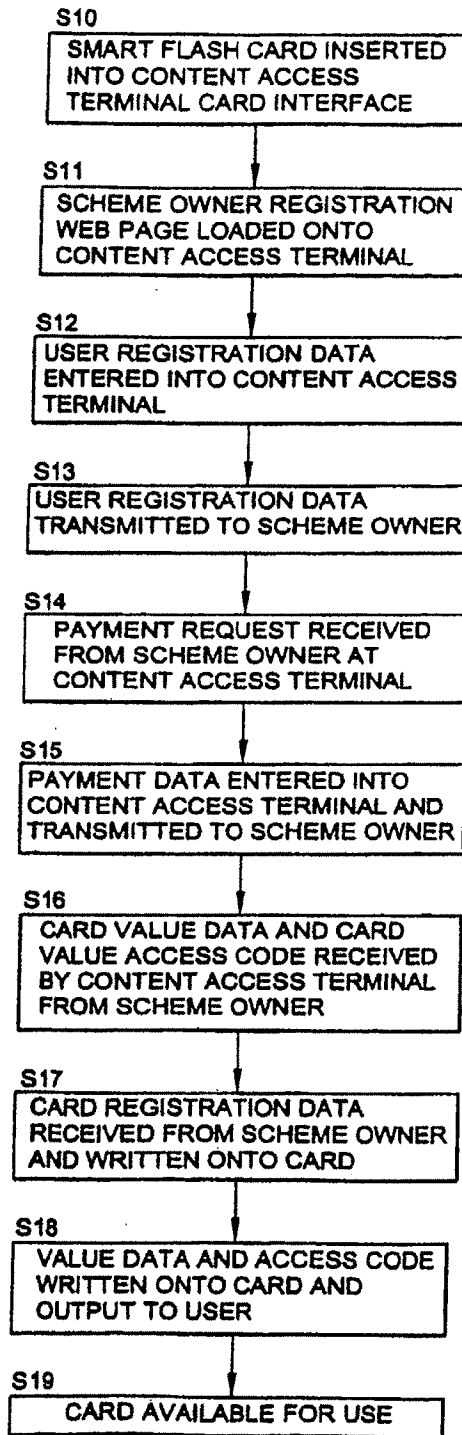 S10
SMART FLASH CARD INSERTED
INTO CONTENT ACCESS
TERMINAL CARD INTERFACE
S11
SCHEME OWNER REGISTRATION
WEB PAGE LOADED ONTO
CONTENT ACCESS TERMINAL
S12
USER REGISTRATION DATA
ENTERED INTO CONTENT ACCESS
TERMINAL
S13
USER REGISTRATION DATA
TRANSMITTED TO SCHEME OWNER
S14
PAYMENT REQUEST RECEIVED
FROM SCHEME OWNER AT
CONTENT ACCESS TERMINAL
S15
PAYMENT DATA ENTERED INTO
CONTENT ACCESS TERMINAL AND
TRANSMITTED TO SCHEME OWNER
S16
CARD VALUE DATA AND CARD
VALUE ACCESS CODE RECEIVED
BY CONTENT ACCESS TERMINAL
FROM SCHEME OWNER
S17
CARD REGISTRATION DATA
RECEIVED FROM SCHEME OWNER
AND WRITTEN ONTO CARD
S18
VALUE DATA AND ACCESS CODE
WRITTEN ONTO CARD AND
OUTPUT TO USER
S19
CARD AVAILABLE FOR USE